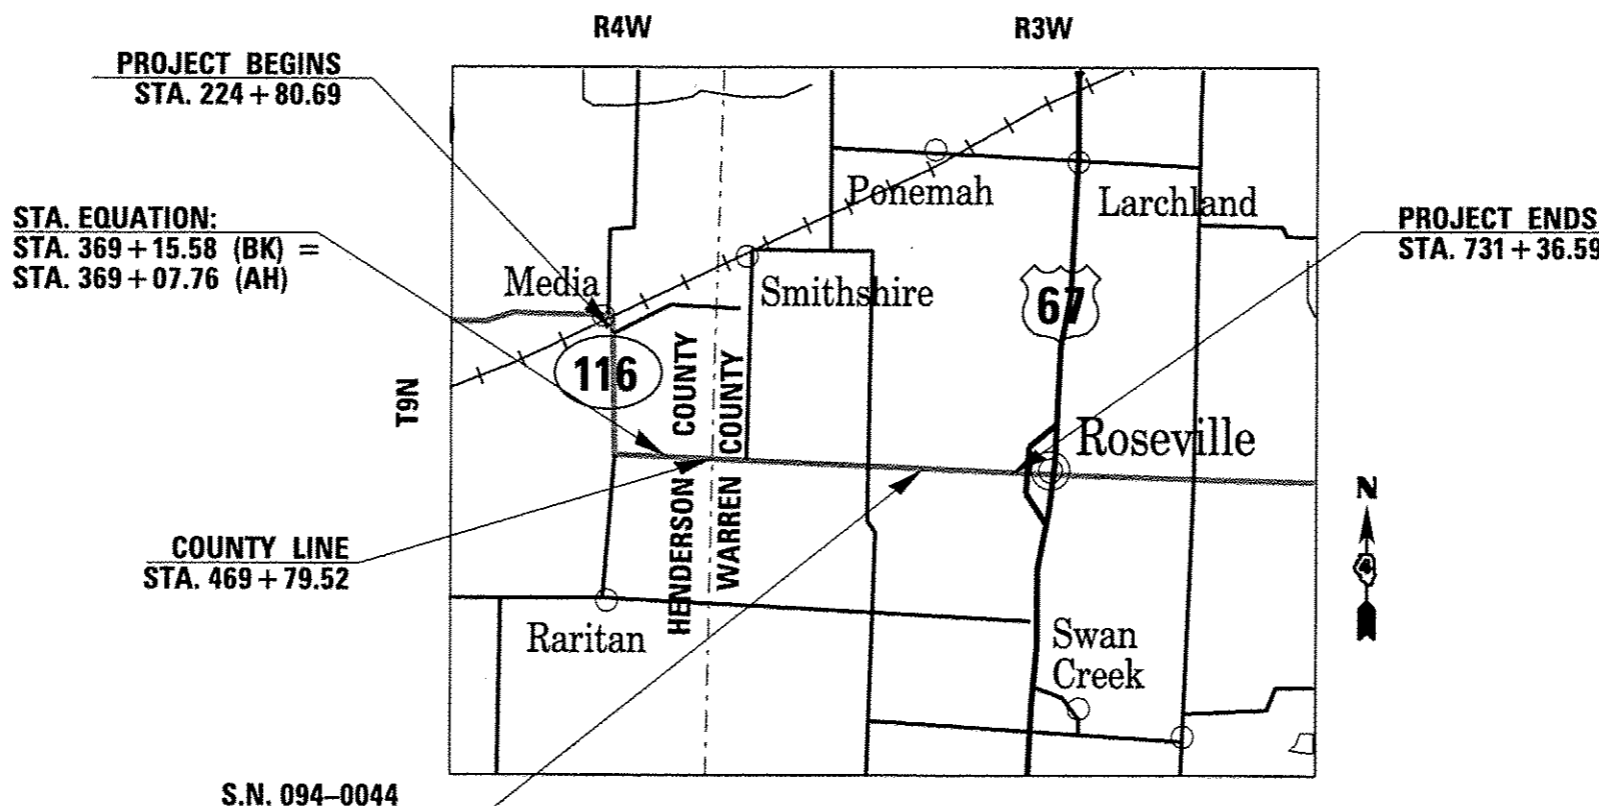 R4W
R3W
PROJECT BEGINS
STA. 224+80.69
STA. EQUATION:
STA. 369+15.58 (BK) =
STA. 369+07.76 (AH)
PROJECT ENDS
STA. 731+36.59
Ponemah
Larchland
Media
Smithshire
67
116
T9N
HENDERSON COUNTY
WARREN COUNTY
Roseville
COUNTY LINE
STA. 469+79.52
N
4
Raritan
Swan
Creek
S.N. 094-0044